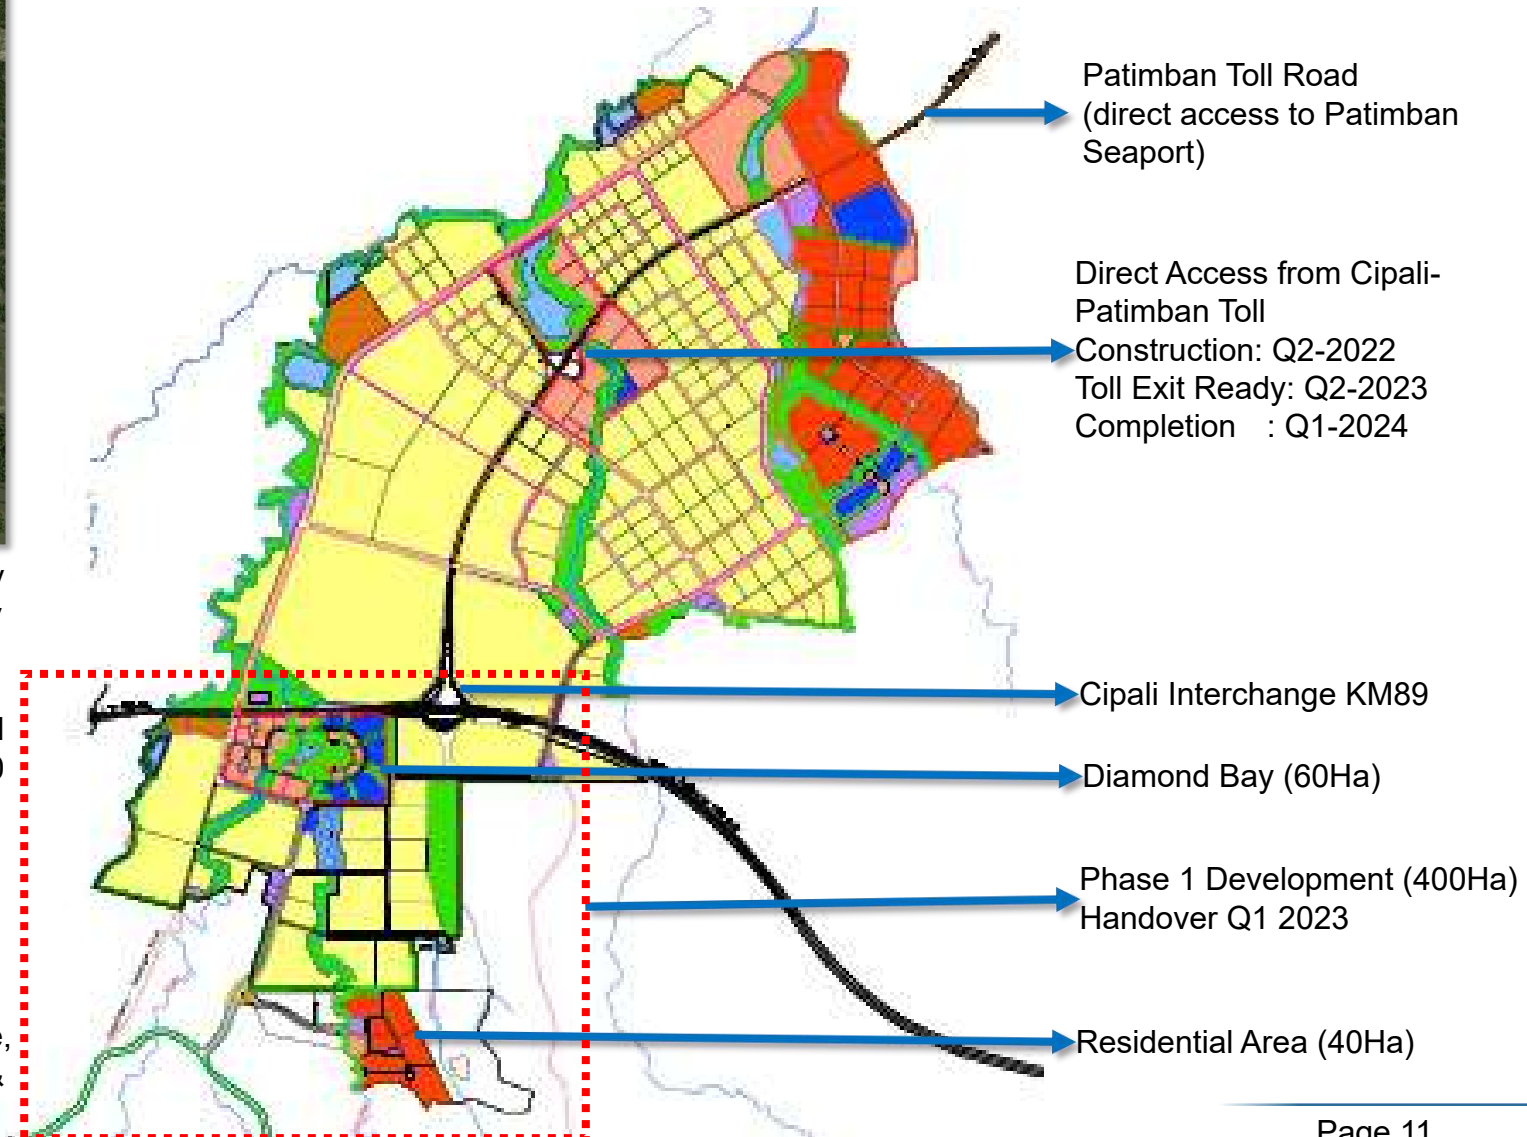 Patimban Toll Road
(direct access to Patimban
Seaport)
Direct Access from Cipali-
Patimban Toll
Construction: Q2-2022
Toll Exit Ready: Q2-2023
Completion : Q1-2024
Cipali Interchange KM89
Diamond Bay (60Ha)
Phase 1 Development (400Ha)
Handover Q1 2023
Residential Area (40Ha)
Page 11